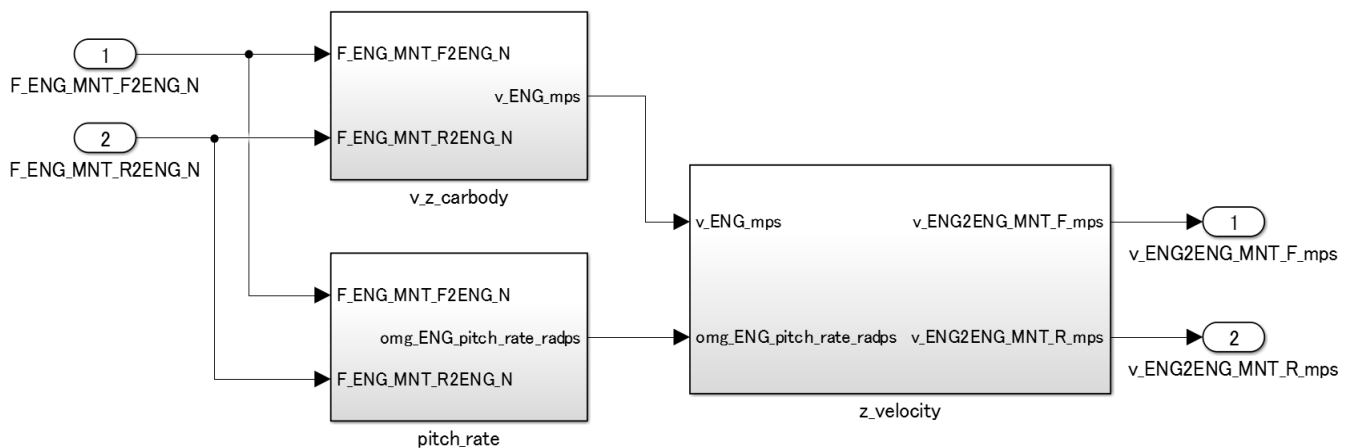 1
F_ENG_MNT_F2ENG_N
2
F_ENG_MNT_R2ENG_N
F_ENG_MNT_F2ENG_N
v_ENG_mps
F_ENG_MNT_R2ENG_N
v_z_carbody
F_ENG_MNT_F2ENG_N
omg_ENG_pitch_rate_radps
F_ENG_MNT_R2ENG_N
pitch_rate
v_ENG_mps
v_ENG2ENG_MNT_F_mps
omg_ENG_pitch_rate_radps
v_ENG2ENG_MNT_R_mps
z_velocity
1
v_ENG2ENG_MNT_F_mps
2
v_ENG2ENG_MNT_R_mps